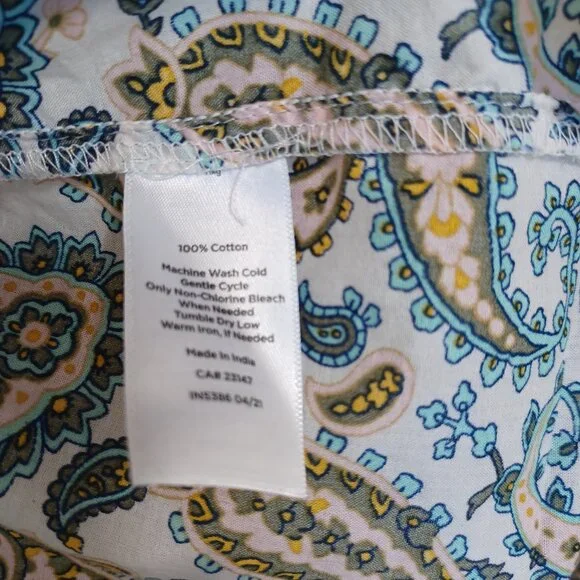 100% Cotton
Machine Wash Cold
Gentle Cycle
Only Non-Chlorine Bleach
When Needed
Tumble Dry Low
Warm Iron, if Needed
Made in India
CA# 23147
IN5386 04/21